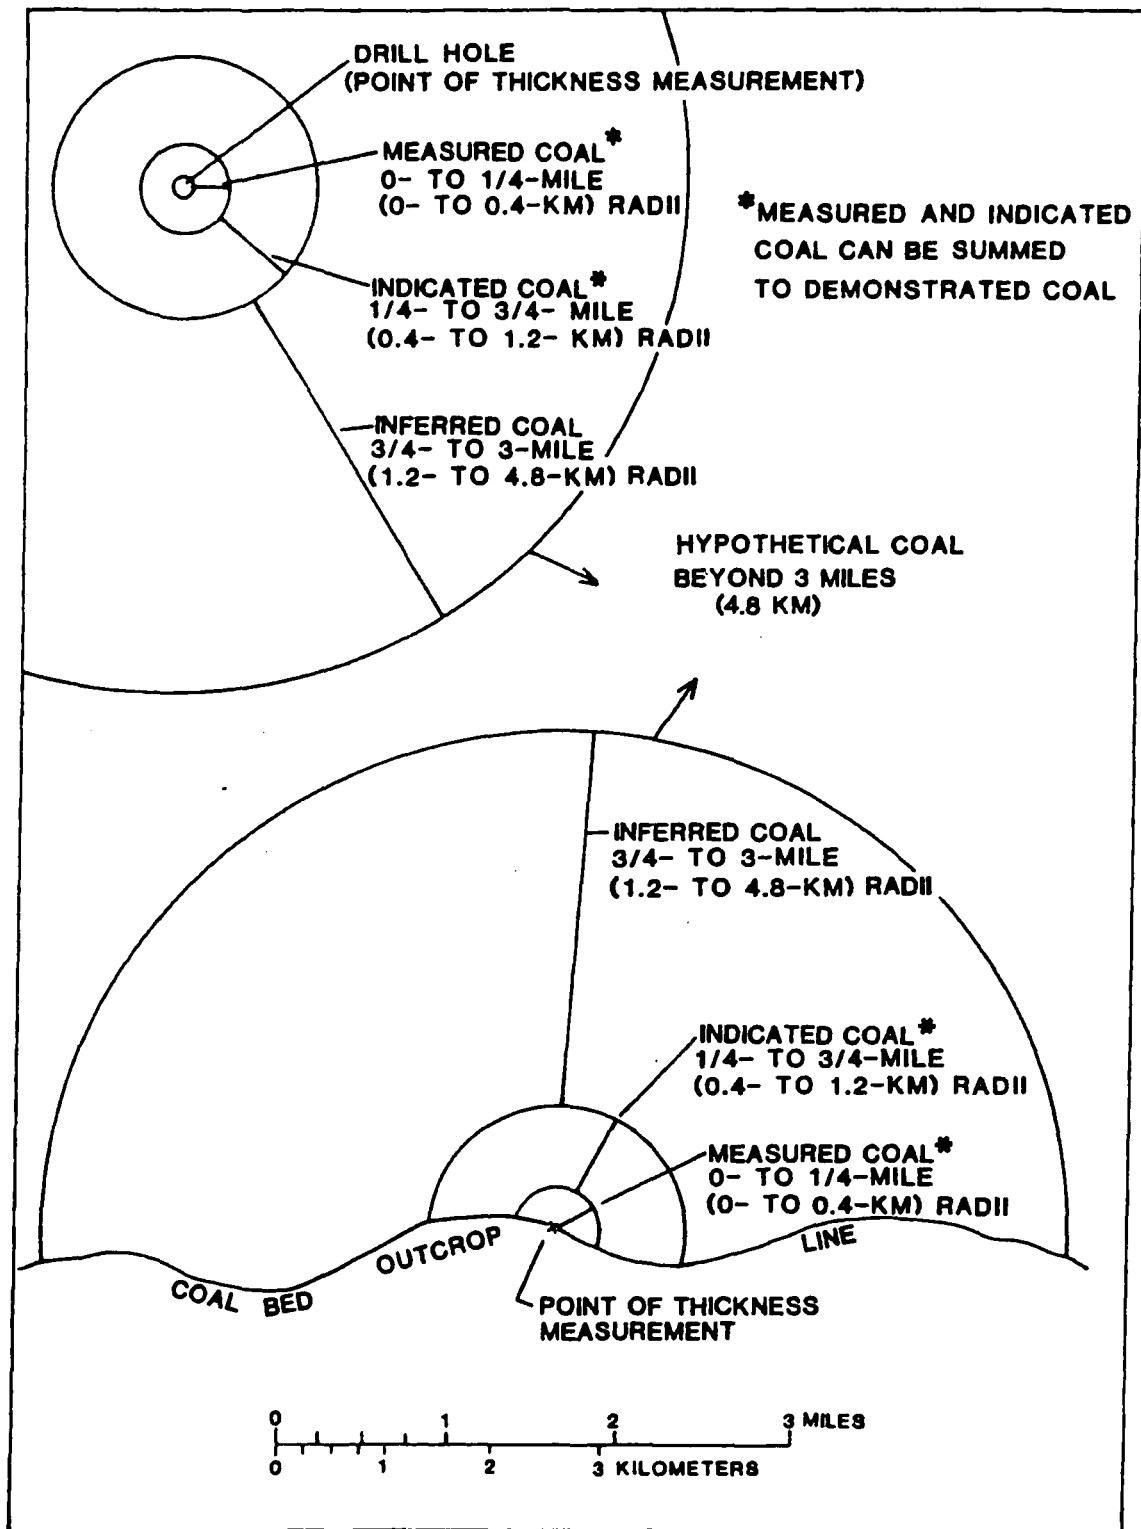 DRILL HOLE
(POINT OF THICKNESS MEASUREMENT)
MEASURED COAL*
0- TO 1/4-MILE
(0- TO 0.4-KM) RADII
*MEASURED AND INDICATED
COAL CAN BE SUMMED
TO DEMONSTRATED COAL
INDICATED COAL*
1/4- TO 3/4- MILE
(0.4- TO 1.2- KM) RADII
INFERRED COAL
3/4- TO 3-MILE
(1.2- TO 4.8-KM) RADII
HYPOTHETICAL COAL
BEYOND 3 MILES
(4.8 KM)
INFERRED COAL
3/4- TO 3-MILE
(1.2- TO 4.8-KM) RADII
INDICATED COAL*
1/4- TO 3/4-MILE
(0.4- TO 1.2-KM) RADII
MEASURED COAL*
0- TO 1/4-MILE
(0- TO 0.4-KM) RADII
COAL BED OUTCROP LINE
POINT OF THICKNESS
MEASUREMENT
0 1 2 3 MILES
0 1 2 3 KILOMETERS